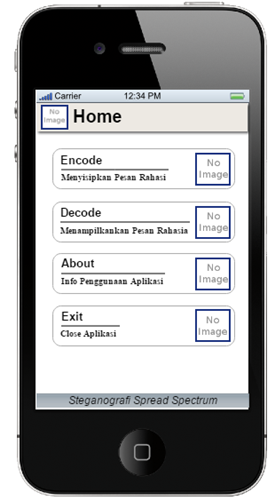 Carrier 12:34 PM
No Image
Home
Encode
Menyisipkan Pesan Rahasi
No Image
Decode
Menampilkankan Pesan Rahasia
No Image
About
Info Penggunaan Aplikasi
No Image
Exit
Close Aplikasi
No Image
Steganografi Spread Spectrum